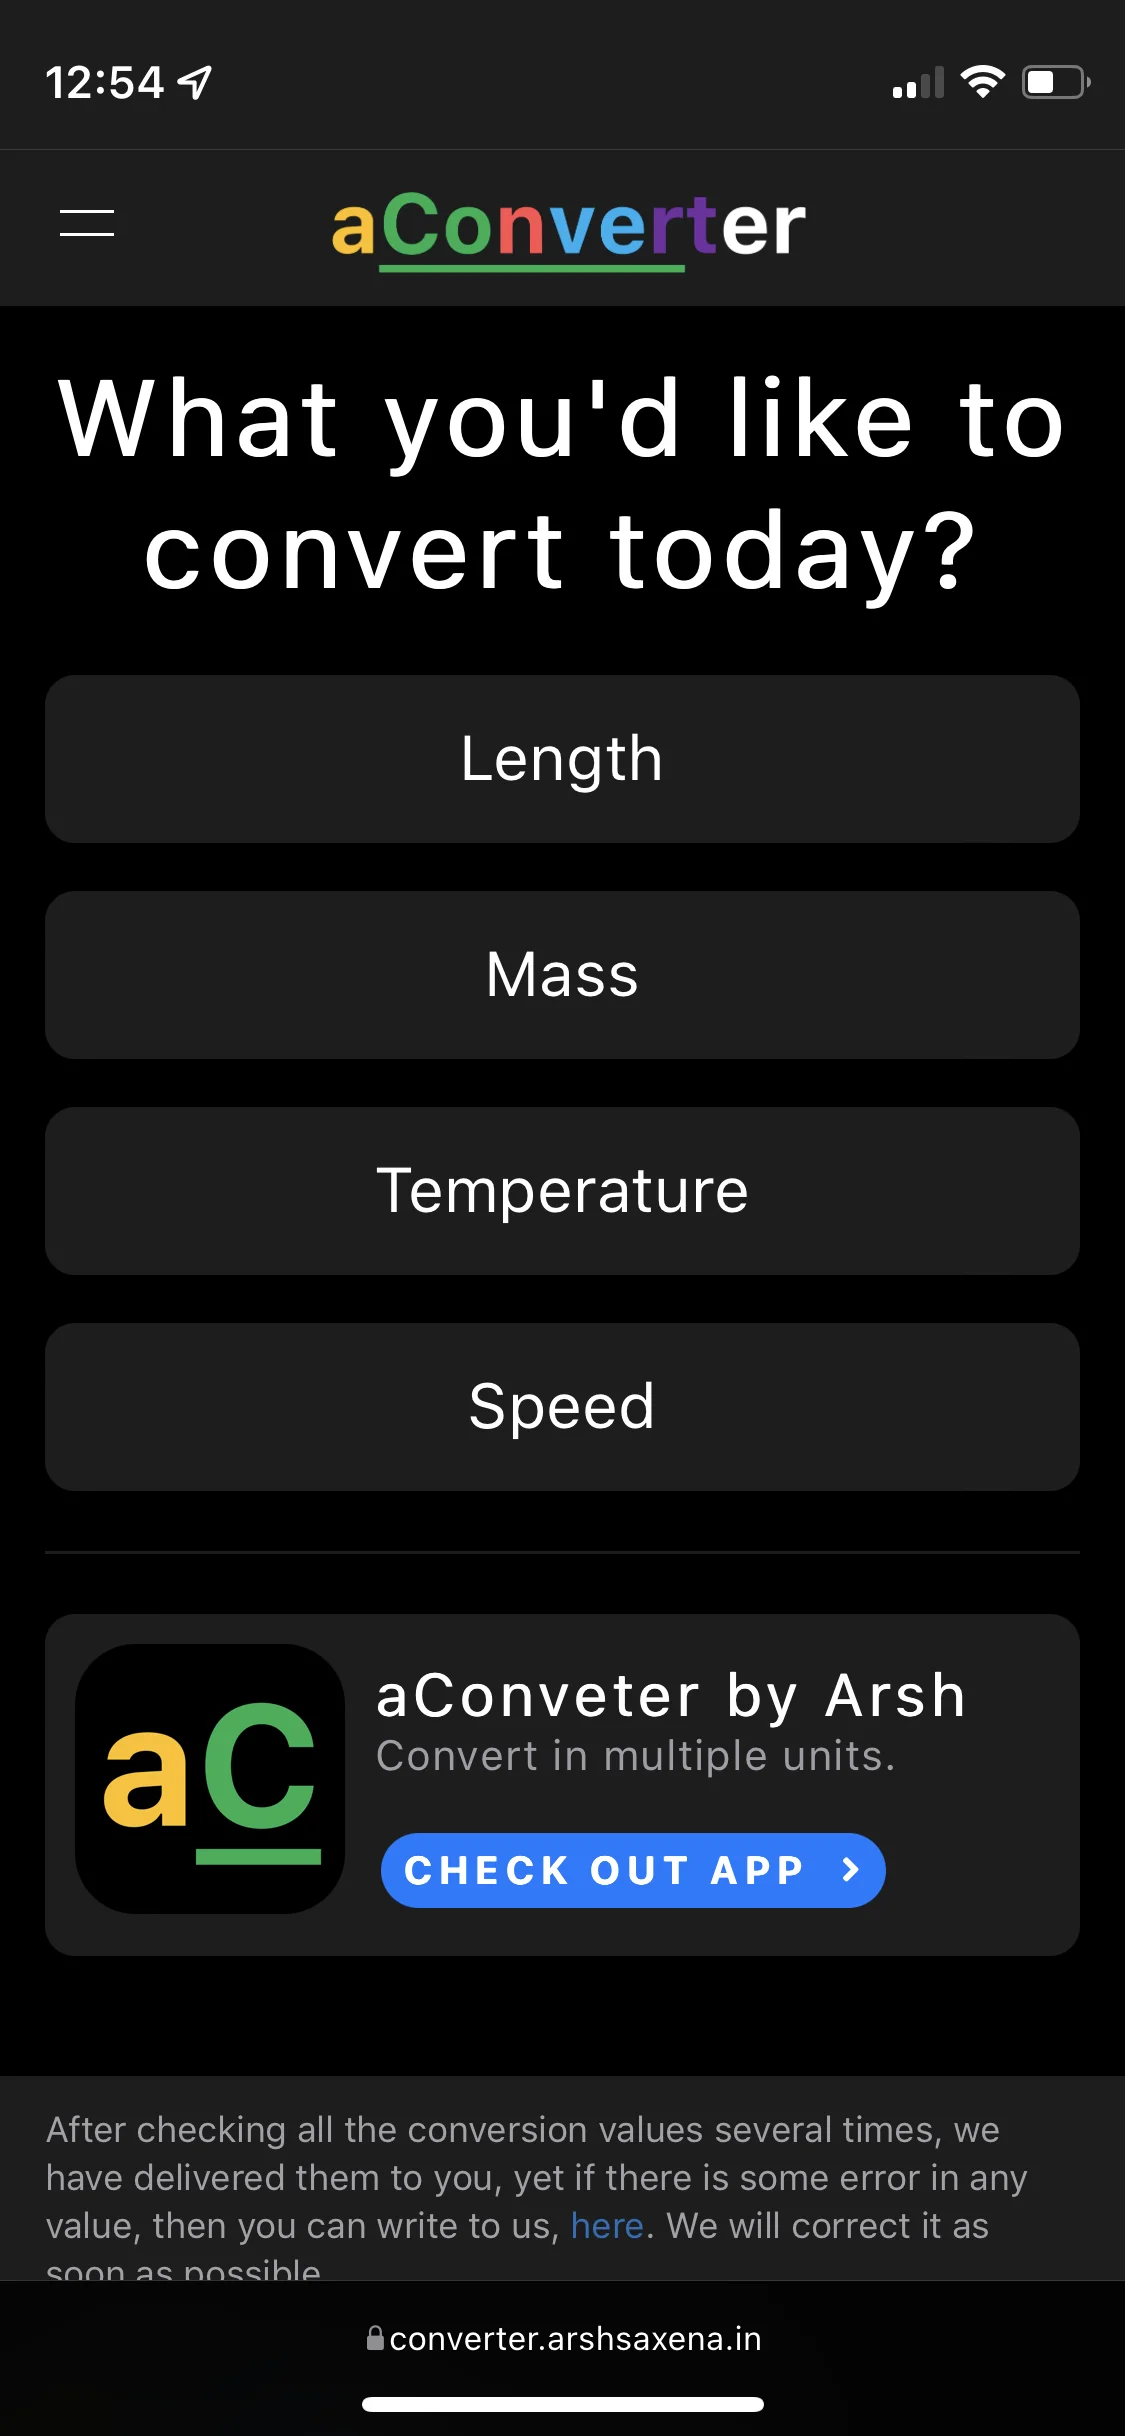 12:54
aConverter
What you'd like to
convert today?
Length
Mass
Temperature
Speed
aC
aConveter by Arsh
Convert in multiple units.
CHECK OUT APP
After checking all the conversion values several times, we
have delivered them to you, yet if there is some error in any
value, then you can write to us, here. We will correct it as
soon as possible
converter.arshsaxena.in